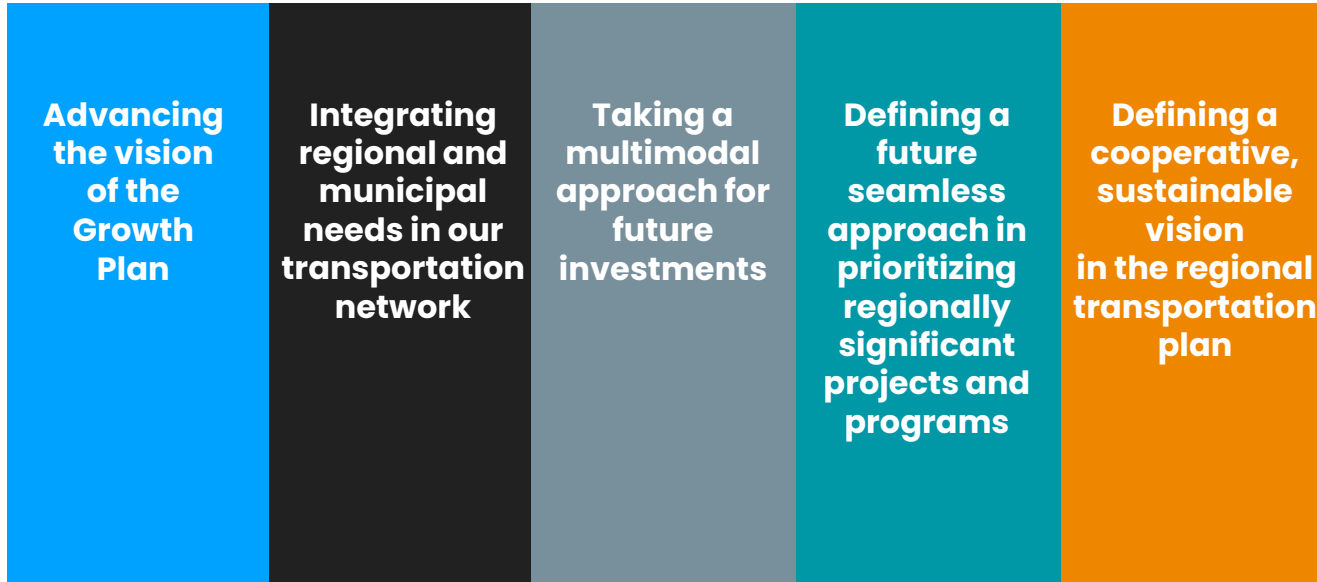 Advancing
the vision
of the
Growth
Plan
Integrating
regional and
municipal
needs in our
transportation
network
Taking a
multimodal
approach for
future
investments
Defining a
future
seamless
approach in
prioritizing
regionally
significant
projects and
programs
Defining a
cooperative,
sustainable
vision
in the regional
transportation
plan